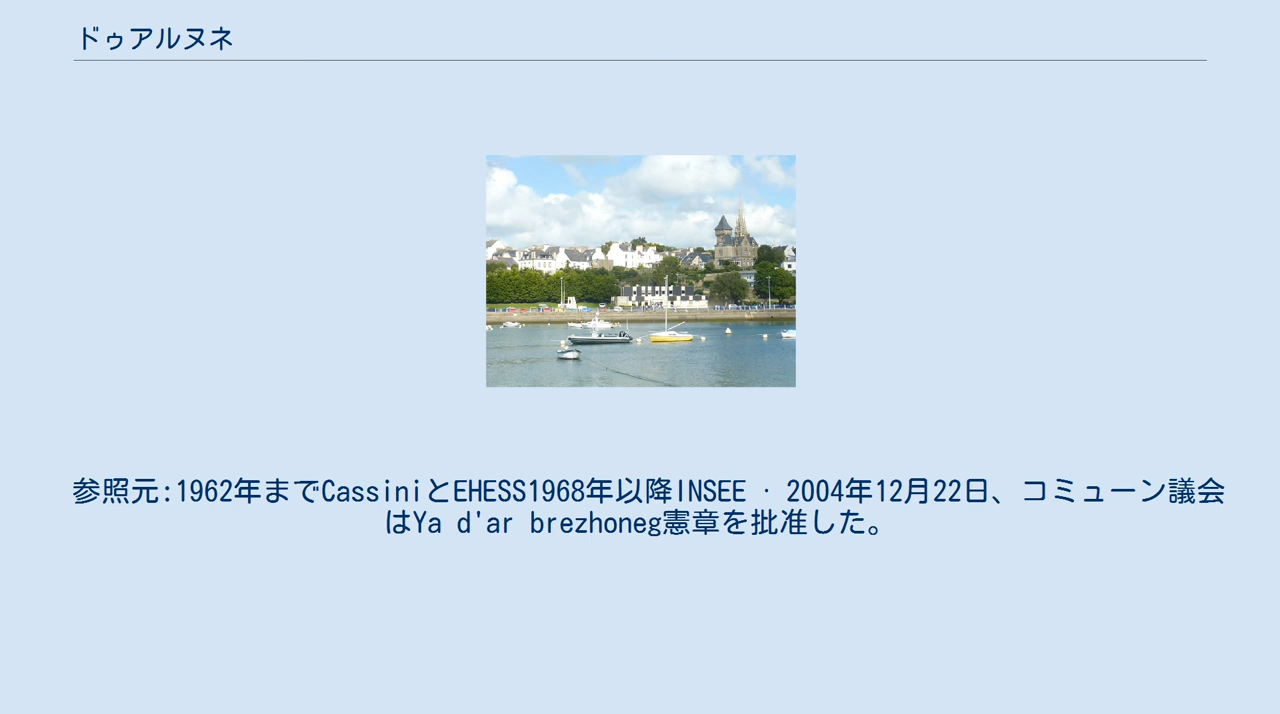 ドゥアルヌネ
参照元:1962年までCassiniとEHESS1968年以降INSEE · 2004年12月22日、コミューン議会
はYa d'ar brezhoneg憲章を批准した。